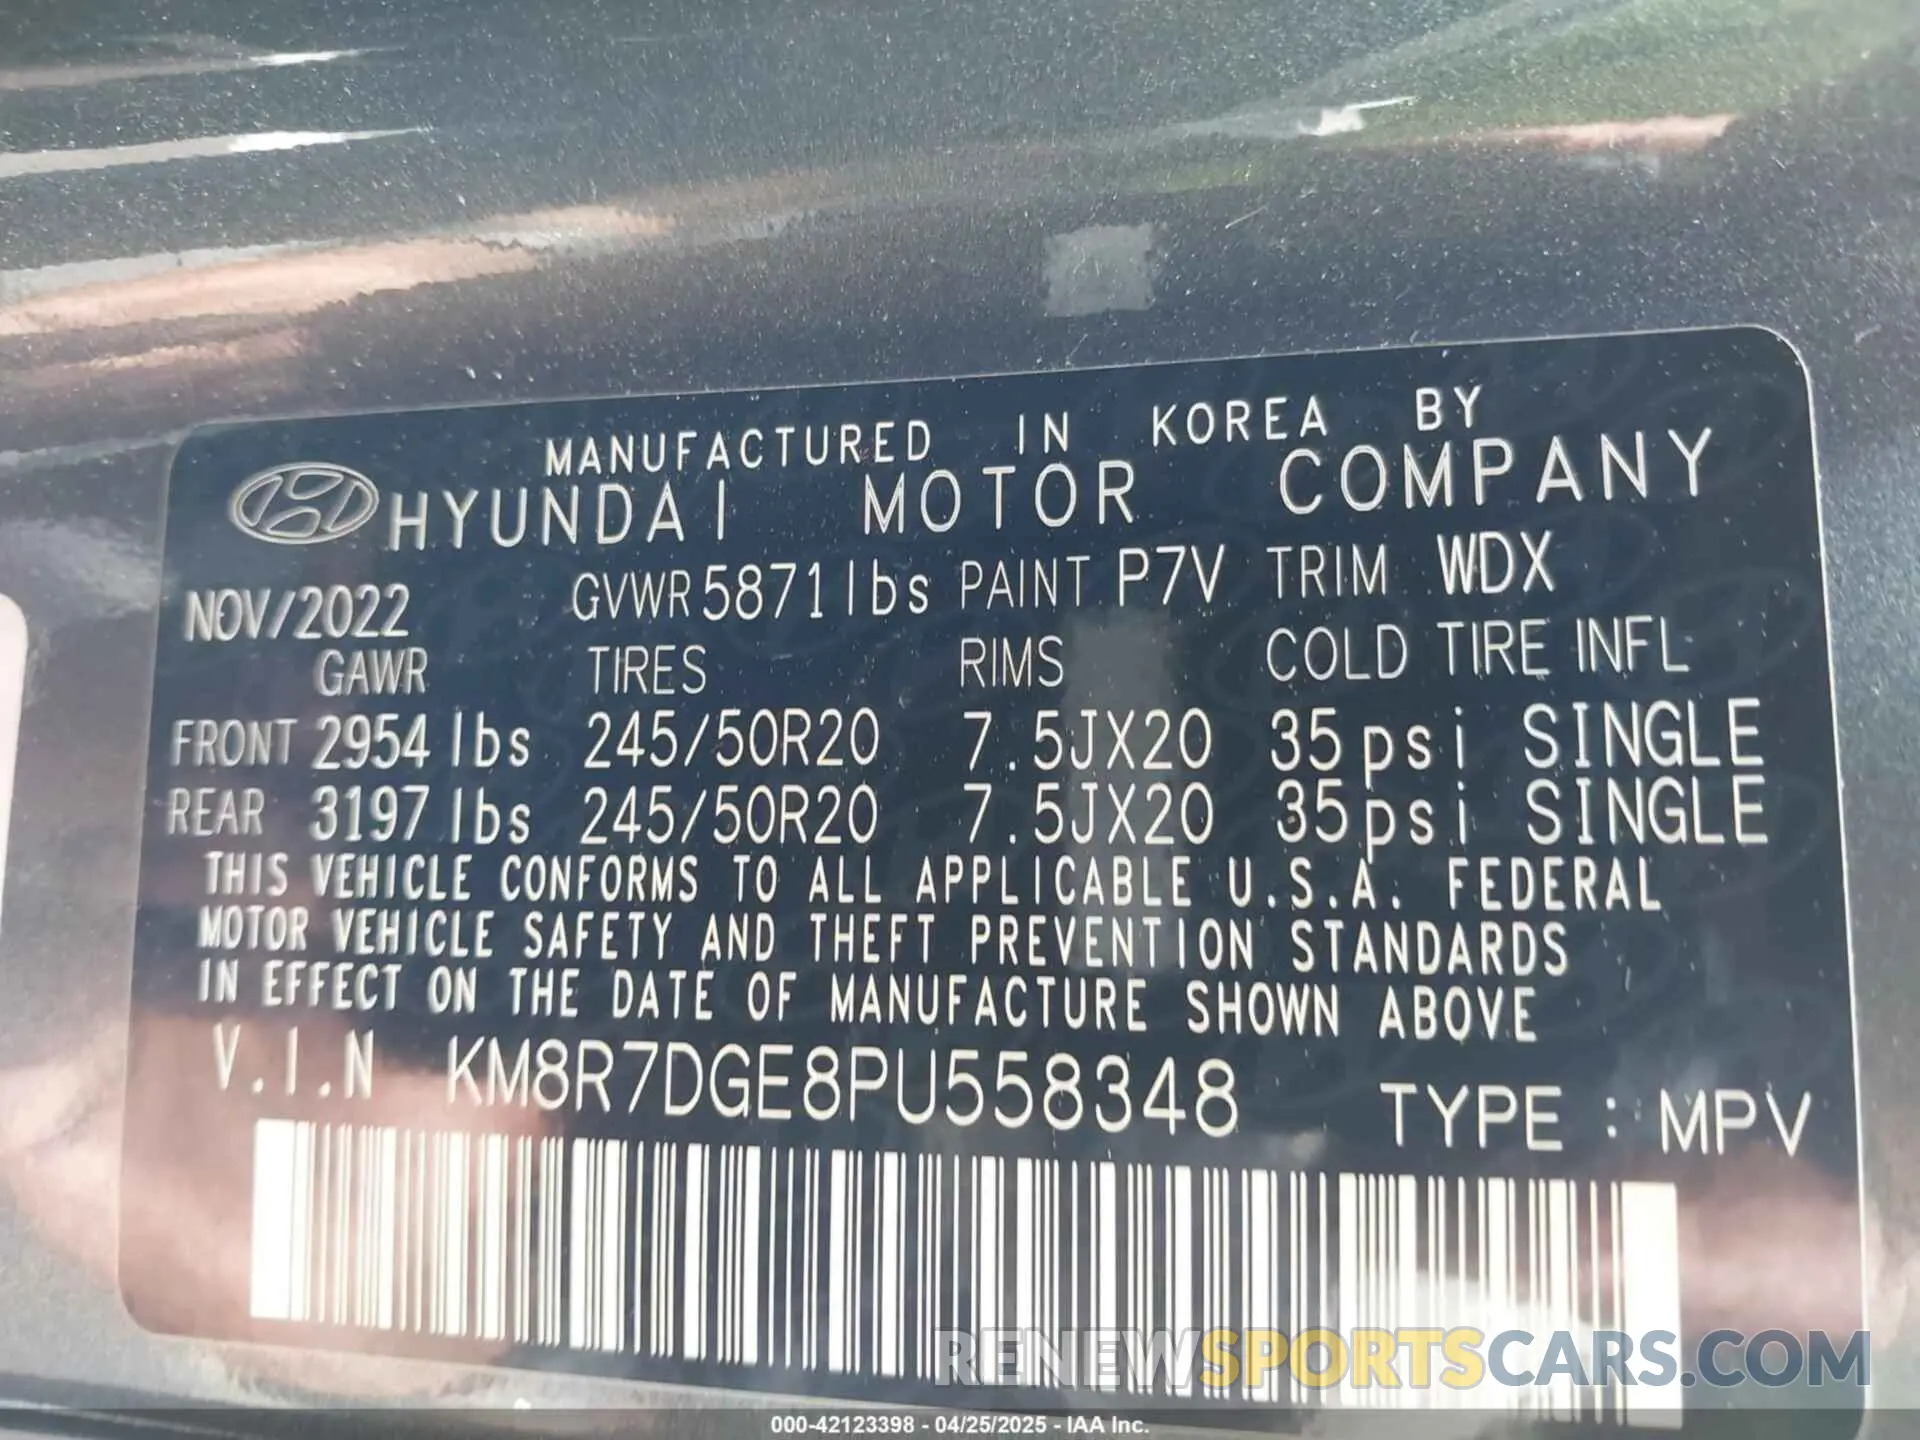 MANUFACTURED IN KOREA BY
HYUNDAI MOTOR COMPANY
NOV/2022 GVWR 5871lbs PAINT P7V TRIM WDX
GAWR TIRES RIMS COLD TIRE INFL
FRONT 2954 lbs 245/50R20 7.5JX20 35psi SINGLE
REAR 3197 lbs 245/50R20 7.5JX20 35psi SINGLE
THIS VEHICLE CONFORMS TO ALL APPLICABLE U.S.A. FEDERAL
MOTOR VEHICLE SAFETY AND THEFT PREVENTION STANDARDS
IN EFFECT ON THE DATE OF MANUFACTURE SHOWN ABOVE
V.I.N KM8R7DGE8PU558348 TYPE : MPV
RENEWSPORTSCARS.COM
000-42123398 - 04/25/2025 - IAA Inc.